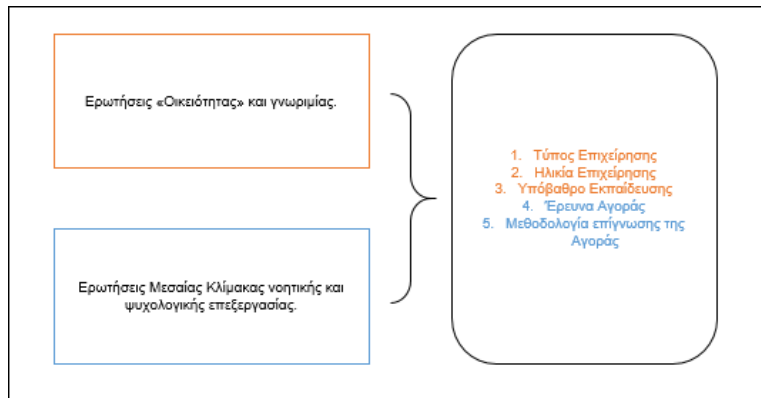 Ερωτήσεις «Οικειότητας» και γνωριμίας.
Ερωτήσεις Μεσαίας Κλίμακας νοητικής και
ψυχολογικής επεξεργασίας.
1. Τύπος Επιχείρησης
2. Ηλικία Επιχείρησης
3. Υπόβαθρο Εκπαίδευσης
4. Έρευνα Αγοράς
5. Μεθοδολογία επίγνωσης της
Αγοράς